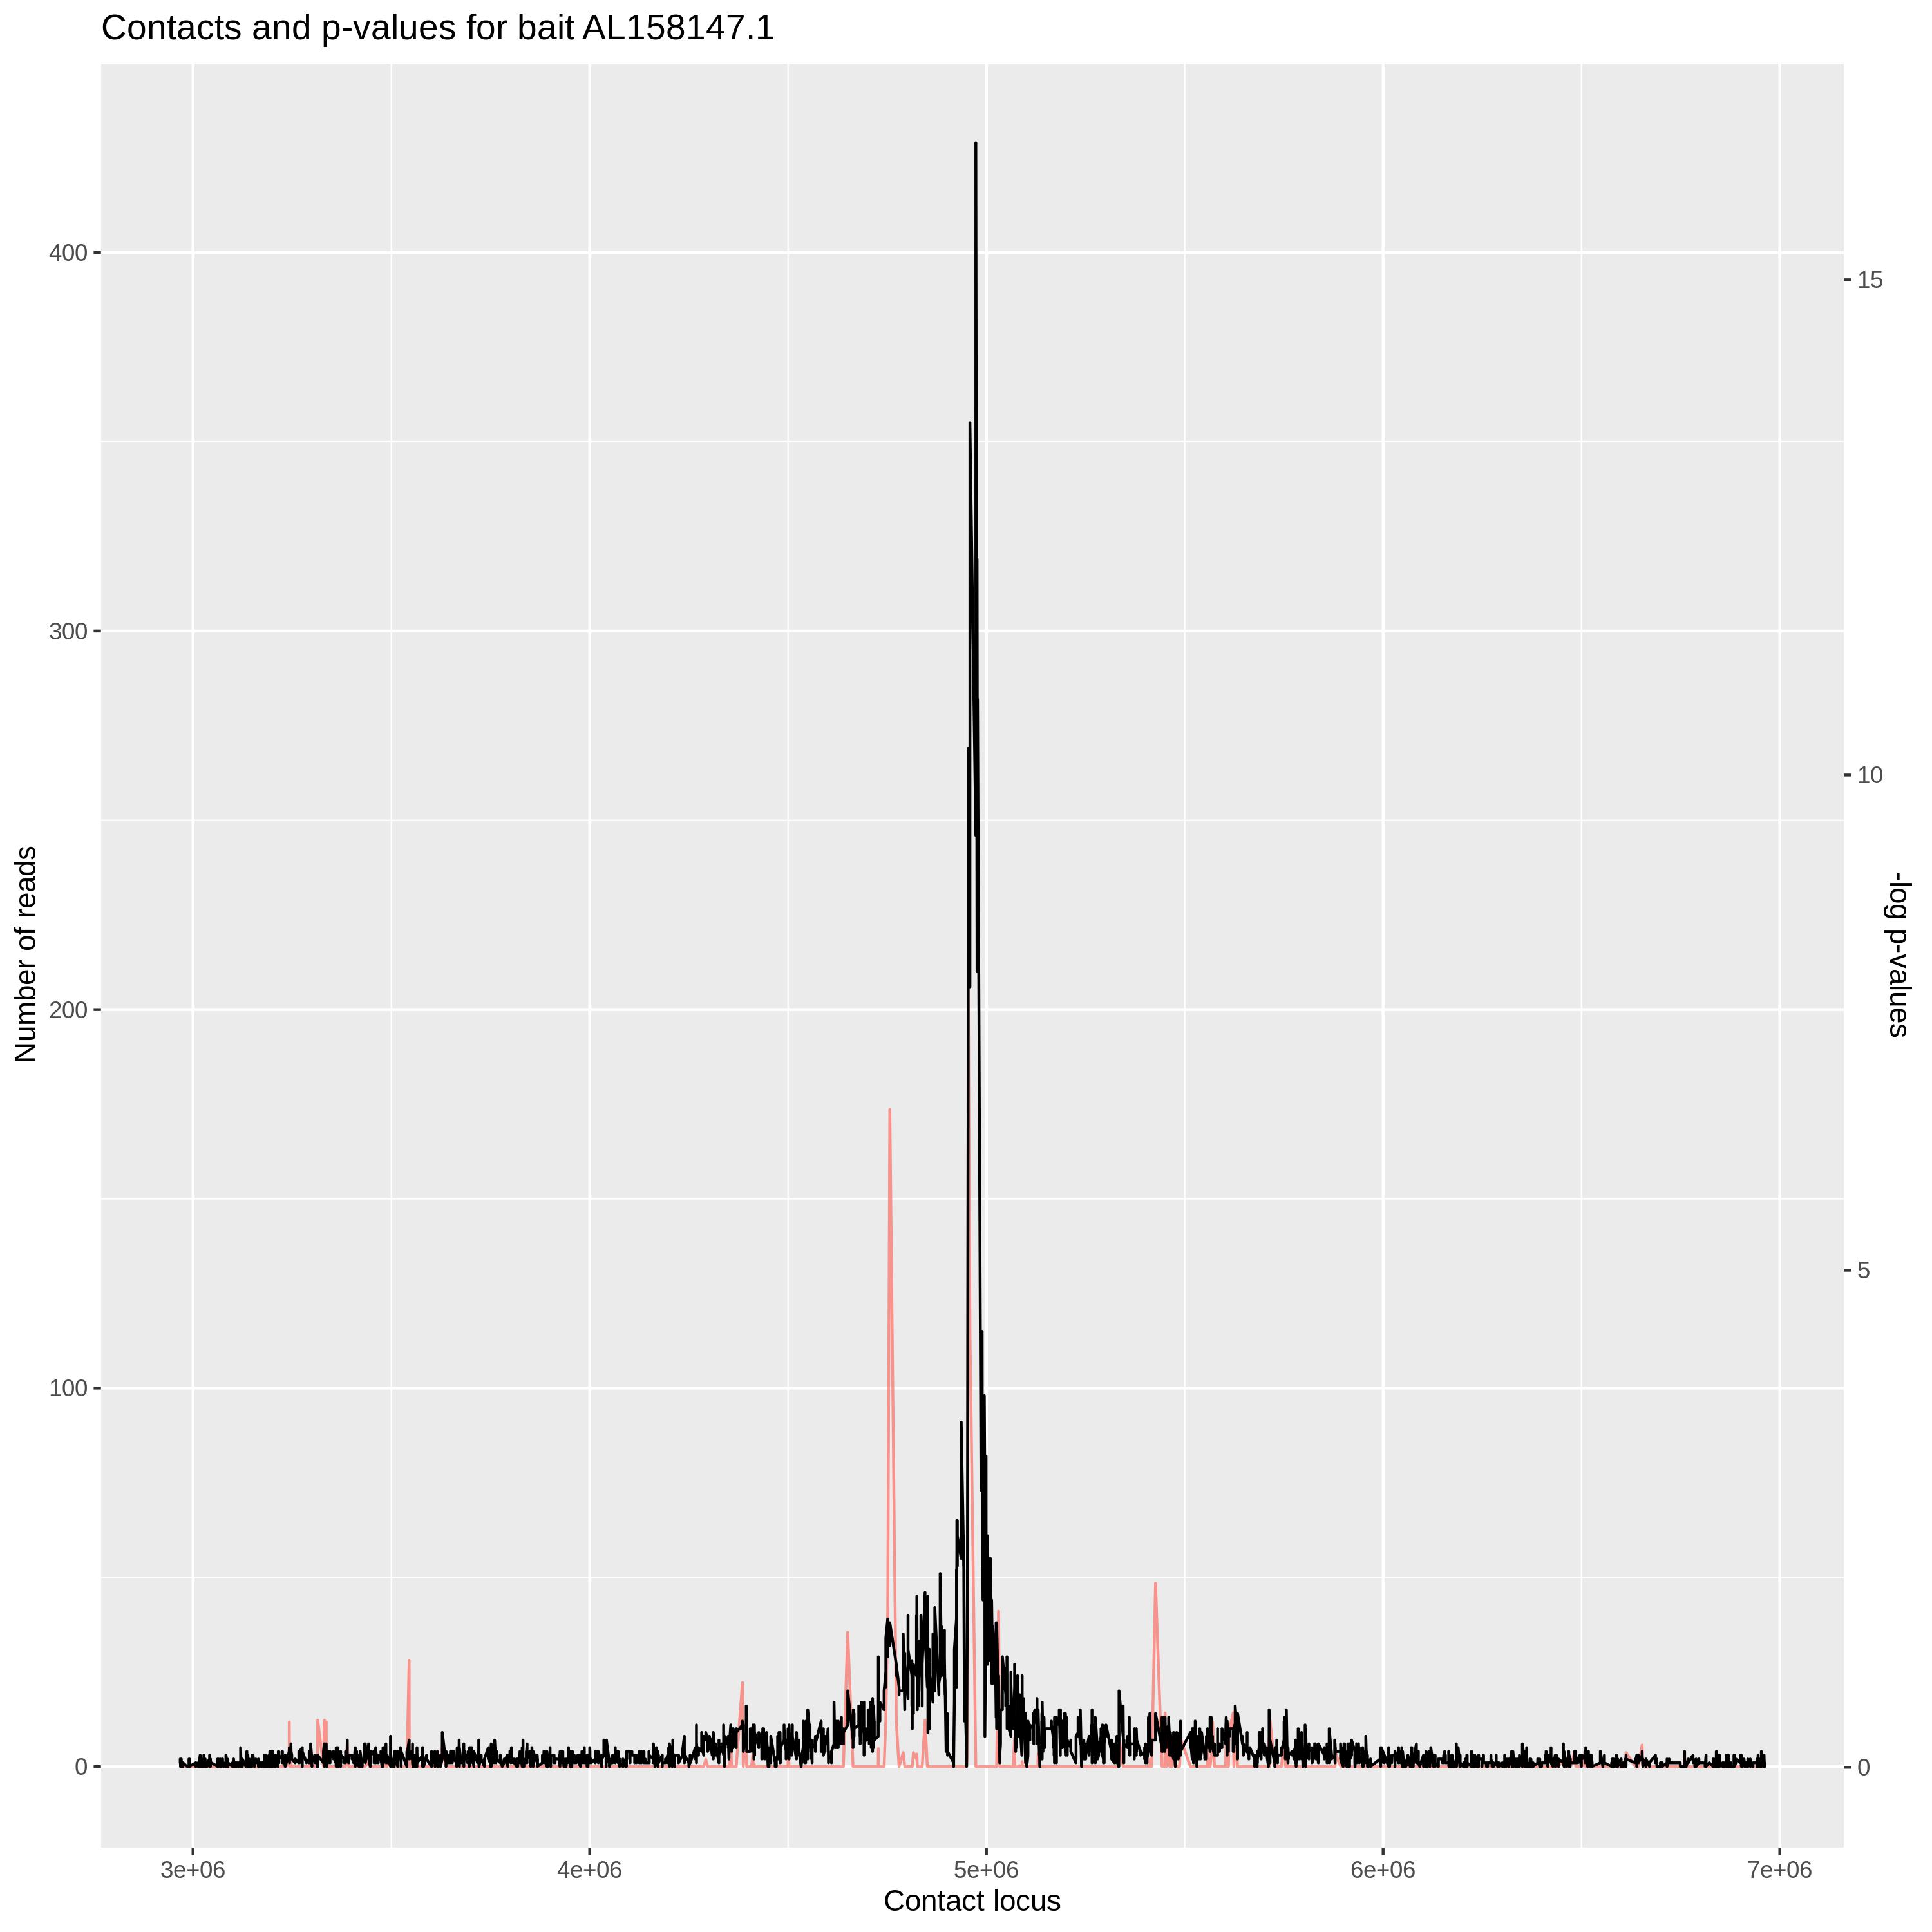 Contacts and p-values for bait AL158147.1
400
300
200
100
0
Number of reads
15
10
5
0
-log p-values
3e+06
4e+06
5e+06
6e+06
7e+06
Contact locus